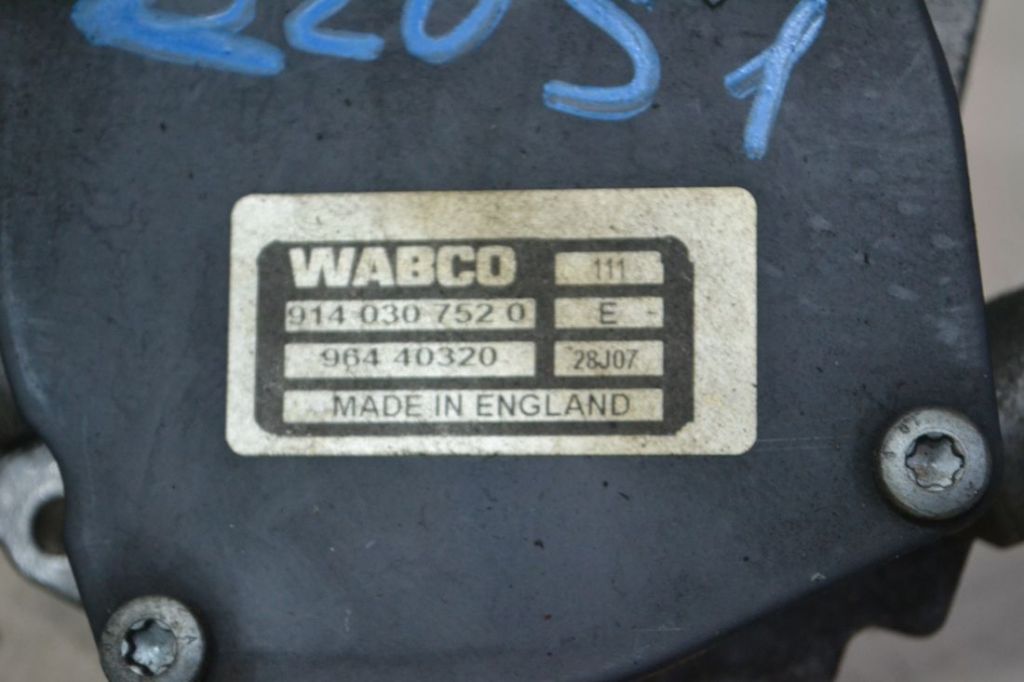 WABCO 111
914 030 752 0 E -
964 40320 28J07
MADE IN ENGLAND